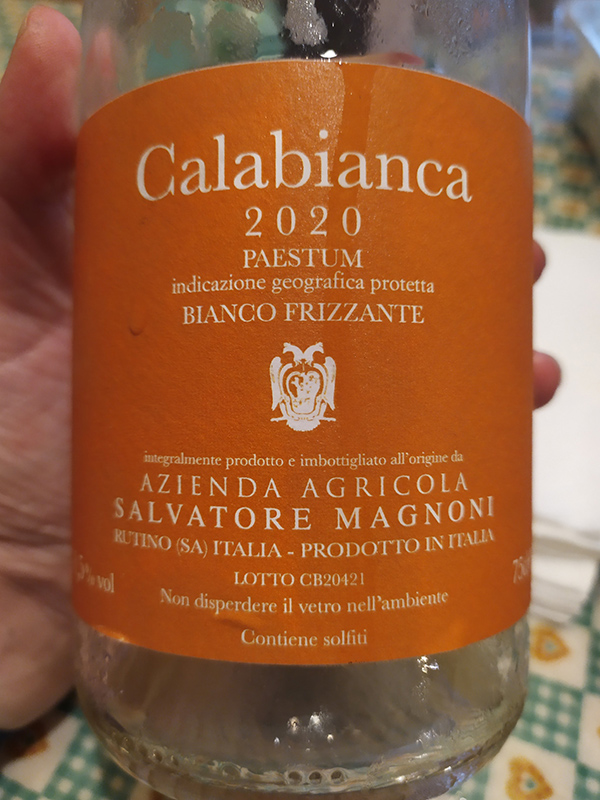 Calabianca
2020
PAESTUM
indicazione geografica protetta
BIANCO FRIZZANTE
integralmente prodotto e imbottigliato all'origine da
AZIENDA AGRICOLA
SALVATORE MAGNONI
RUTINO (SA) ITALIA - PRODOTTO IN ITALIA
% vol
LOTTO CB20421
Non disperdere il vetro nell'ambiente
Contiene solfiti